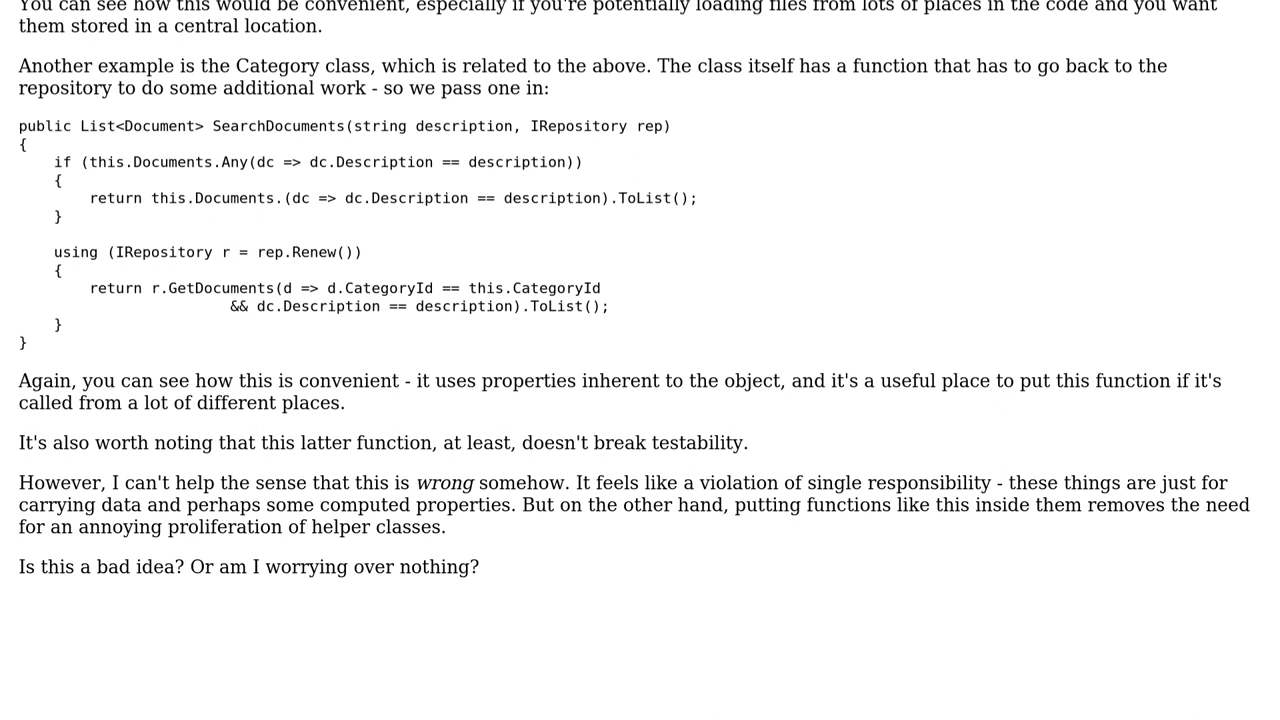 You can see how this would be convenient, especially if you're potentially loading files from lots of places in the code and you want
them stored in a central location.
Another example is the Category class, which is related to the above. The class itself has a function that has to go back to the
repository to do some additional work - so we pass one in:
public List<Document> SearchDocuments(string description, IRepository rep)
{
    if (this.Documents.Any(dc => dc.Description == description))
    {
        return this.Documents.(dc => dc.Description == description).ToList();
    }
    using (IRepository r = rep.Renew())
    {
        return r.GetDocuments(d => d.CategoryId == this.CategoryId
                        && dc.Description == description).ToList();
    }
}
Again, you can see how this is convenient - it uses properties inherent to the object, and it's a useful place to put this function if it's
called from a lot of different places.
It's also worth noting that this latter function, at least, doesn't break testability.
However, I can't help the sense that this is wrong somehow. It feels like a violation of single responsibility - these things are just for
carrying data and perhaps some computed properties. But on the other hand, putting functions like this inside them removes the need
for an annoying proliferation of helper classes.
Is this a bad idea? Or am I worrying over nothing?